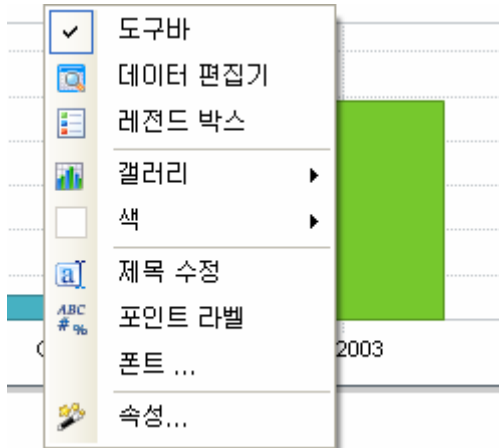 도구바
데이터 편집기
레전드 박스
갤러리
색
제목 수정
ABC
#%
포인트 라벨
2003
폰트 ...
속성...